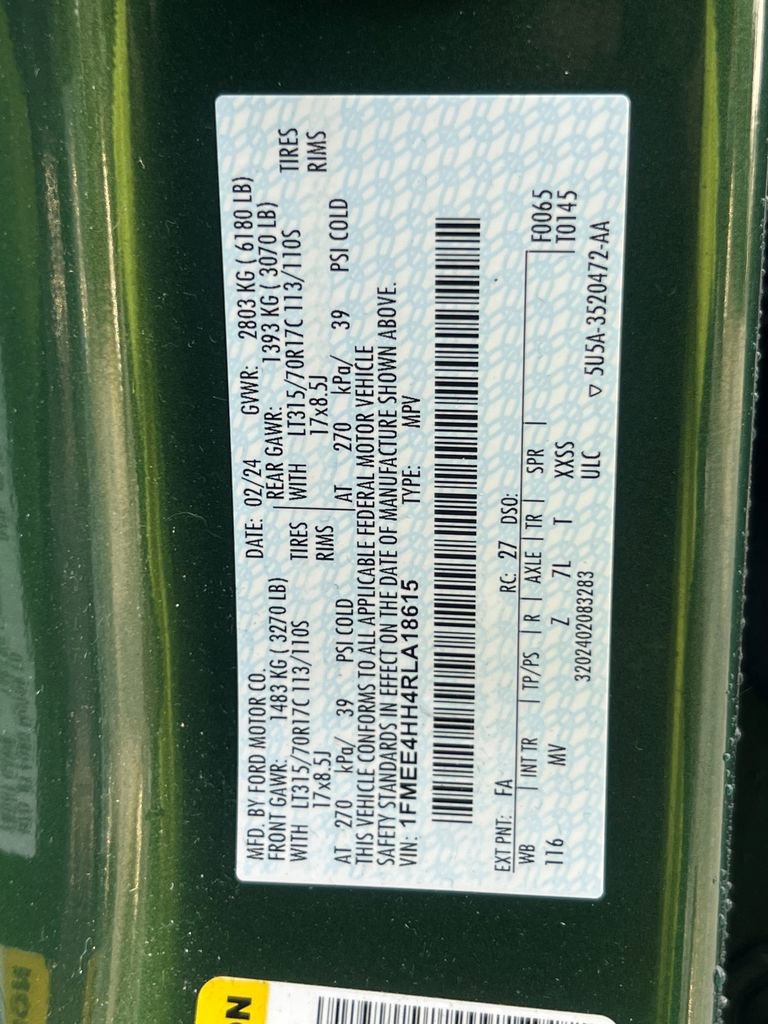 MFD. BY FORD MOTOR CO.
DATE: 02/24 GVWR: 2803 KG ( 6180 LB)
FRONT GAWR: 1483 KG ( 3270 LB) REAR GAWR: 1393 KG ( 3070 LB)
WITH LT315/70R17C 113/110S TIRES WITH LT315/70R17C 113/110S TIRES
17x8.5J RIMS 17x8.5J RIMS
AT 270 kPa/ 39 PSI COLD AT 270 kPa/ 39 PSI COLD
THIS VEHICLE CONFORMS TO ALL APPLICABLE FEDERAL MOTOR VEHICLE
SAFETY STANDARDS IN EFFECT ON THE DATE OF MANUFACTURE SHOWN ABOVE.
VIN: 1FMEE4HH4RLA18615 TYPE: MPV
EXT PNT: FA RC: 27 DSO:
WB INT TR TP/PS R AXLE TR SPR F0065
116 MV Z 7L T XXSS T0145
3202402083283 ULC ▽ 5U5A-3520472-AA